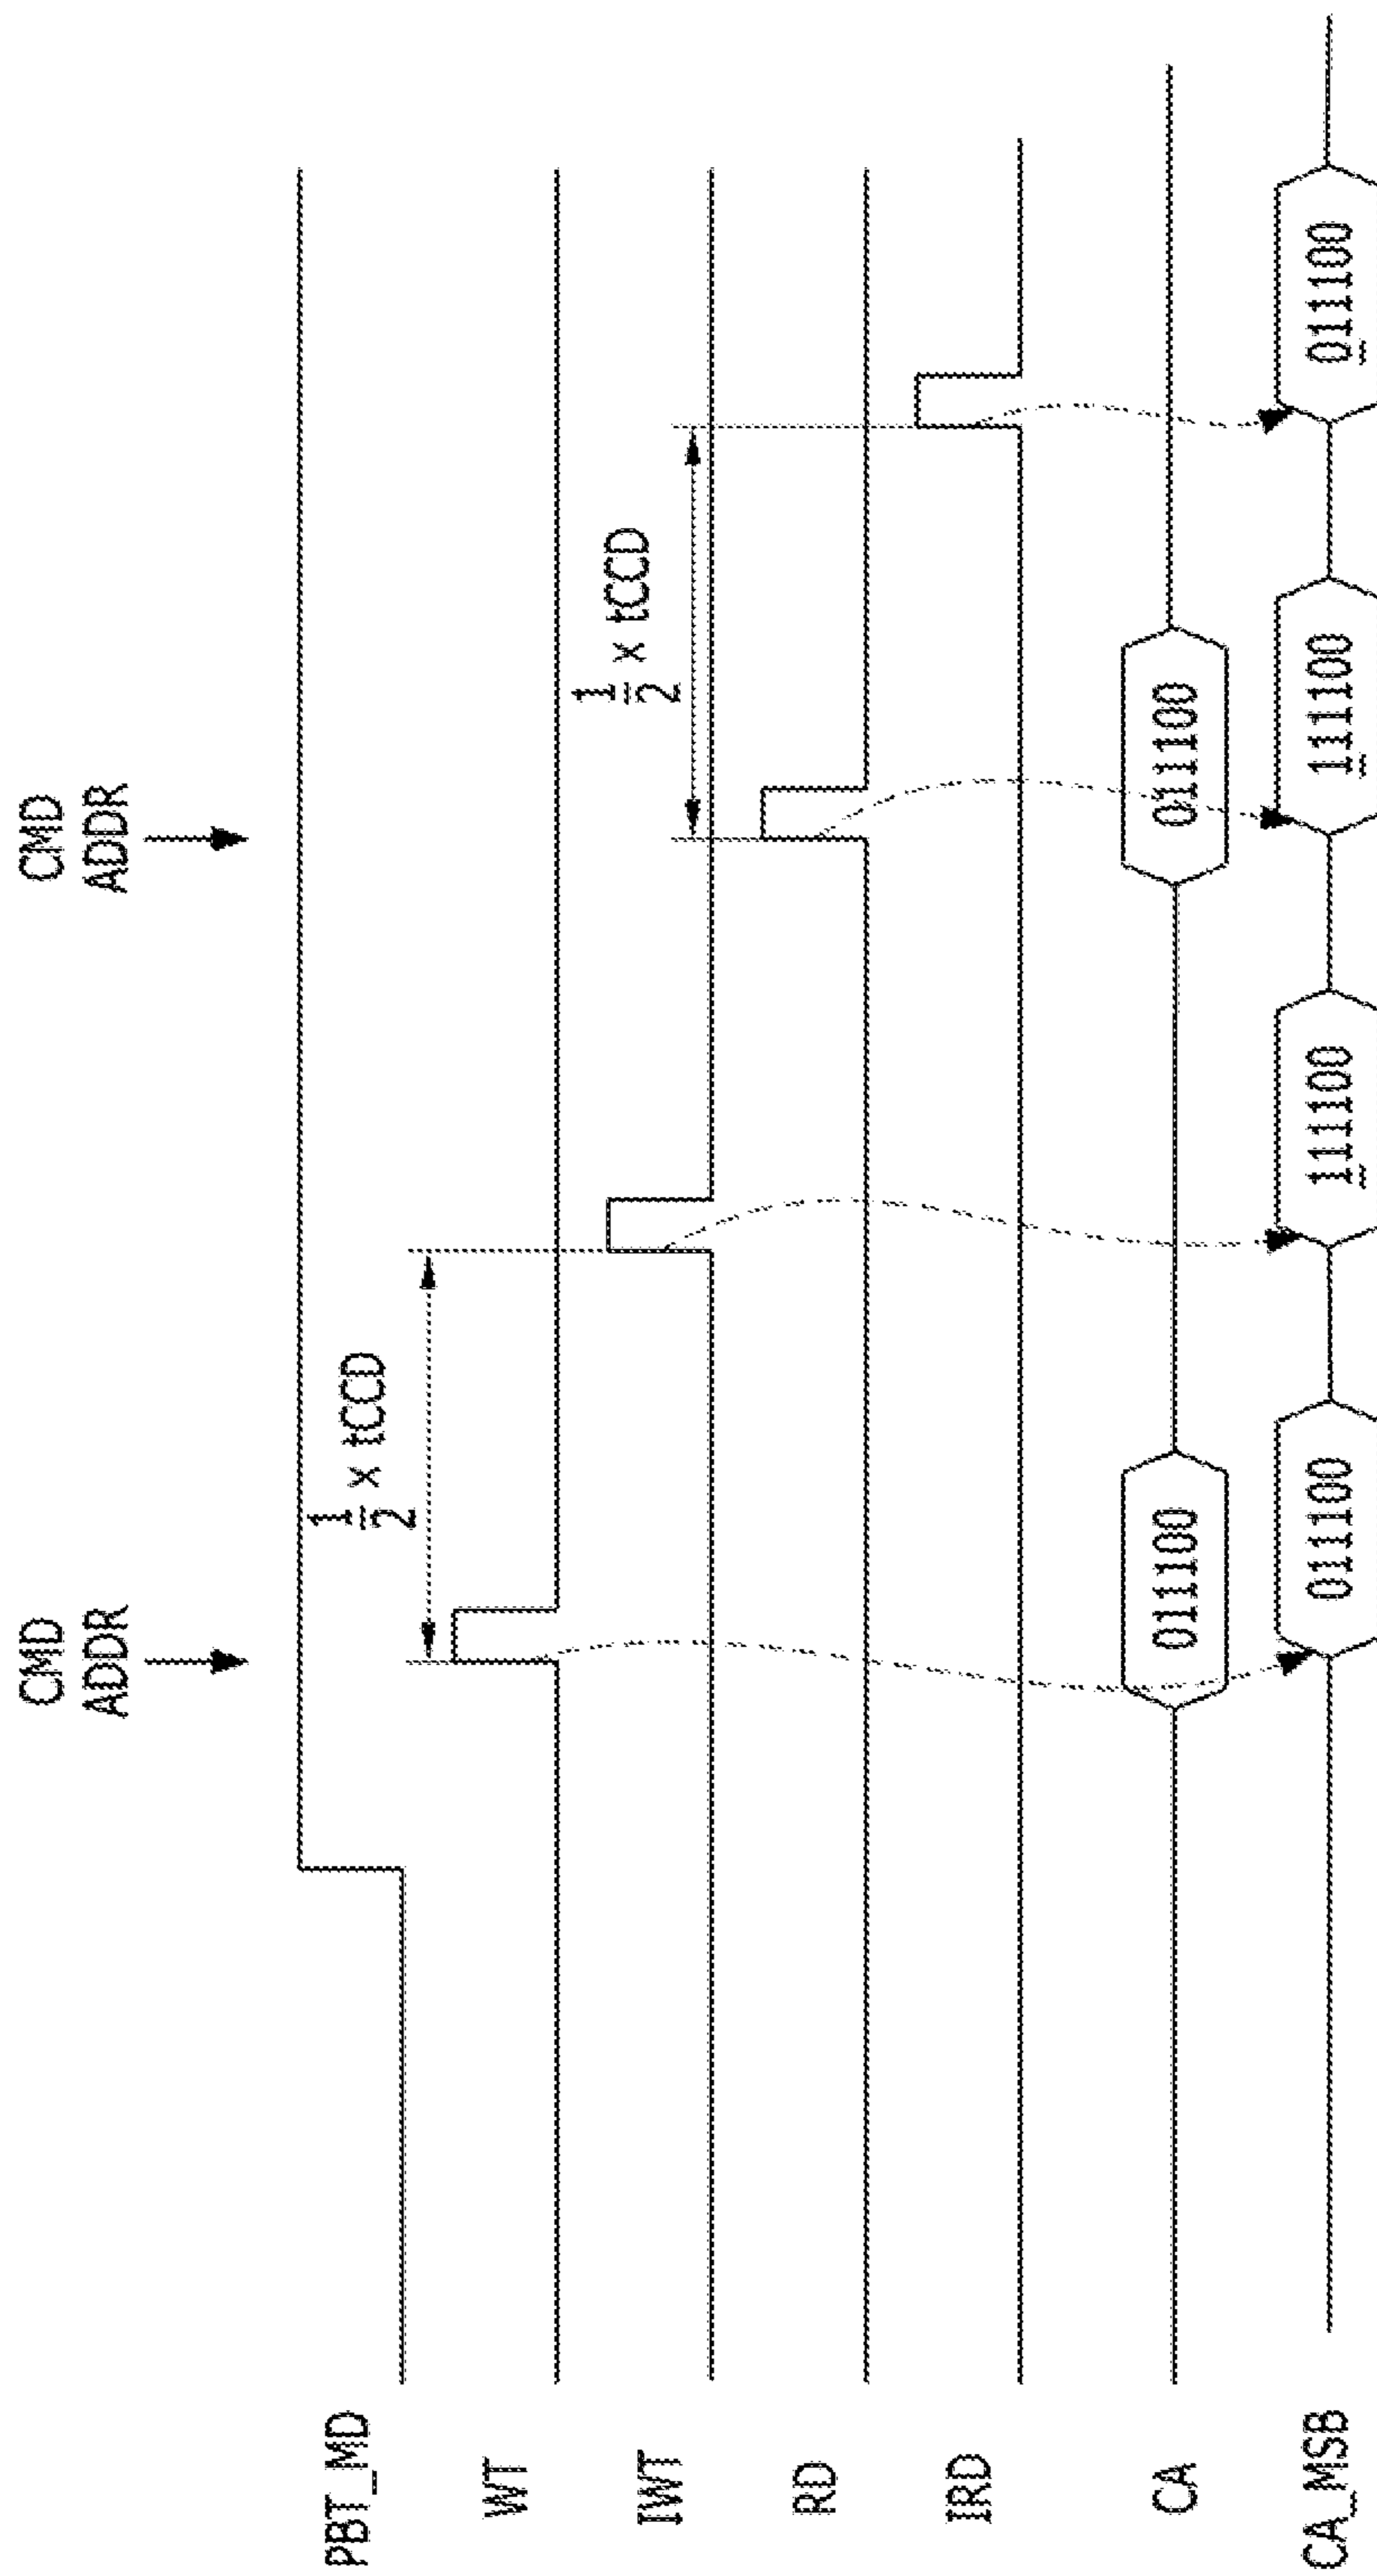 CMD
ADDR
CMD
ADDR
PBT_MD
1/2 x tCCD
WT
IWT
1/2 x tCCD
RD
IRD
CA 011100 011100
CA_MSB 011100 111100 111100 011100